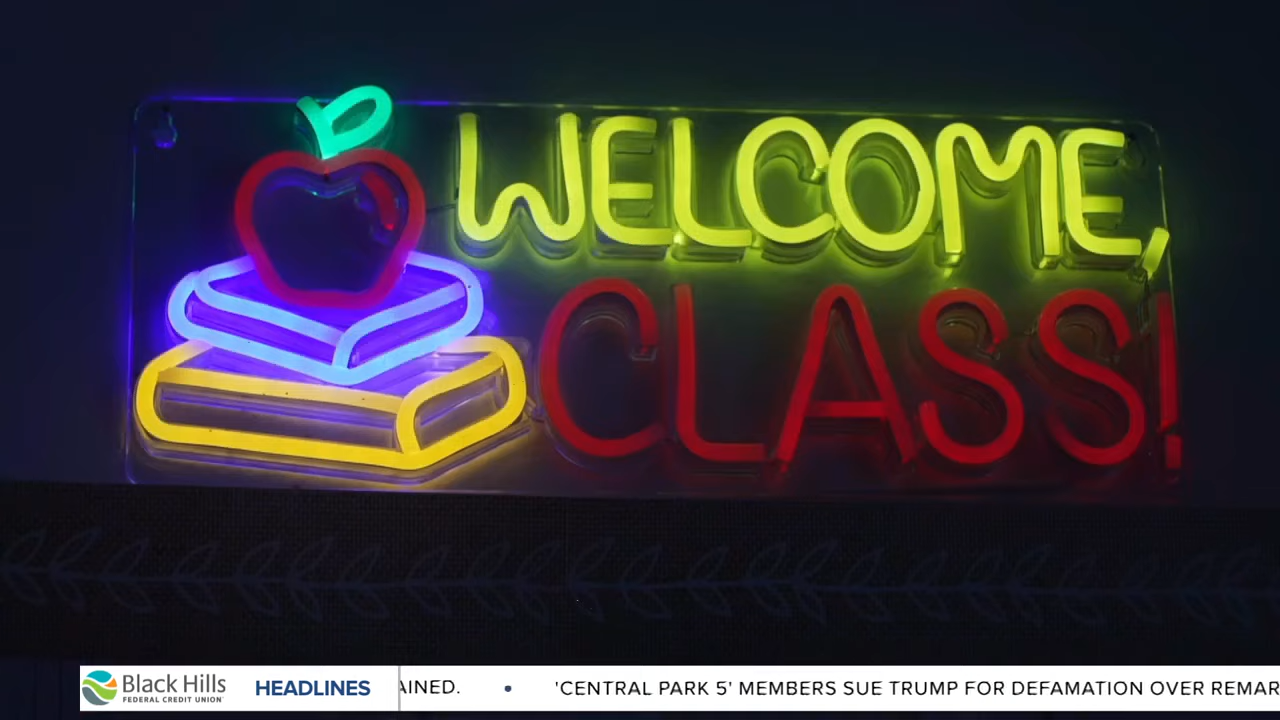 WELCOME,
CLASS!
Black Hills
FEDERAL CREDIT UNION
HEADLINES
AINED. • 'CENTRAL PARK 5' MEMBERS SUE TRUMP FOR DEFAMATION OVER REMAR